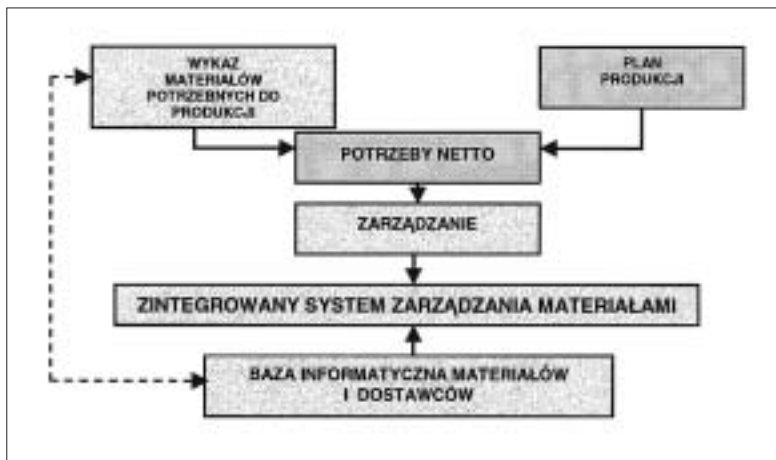 WYKAZ
MATERIAŁÓW
POTRZEBNYCH DO
PRODUKCJI
PLAN
PRODUKCJI
POTRZEBY NETTO
ZARZĄDZANIE
ZINTEGROWANY SYSTEM ZARZĄDZANIA MATERIAŁAMI
BAZA INFORMATYCZNA MATERIAŁÓW
I DOSTAWCÓW